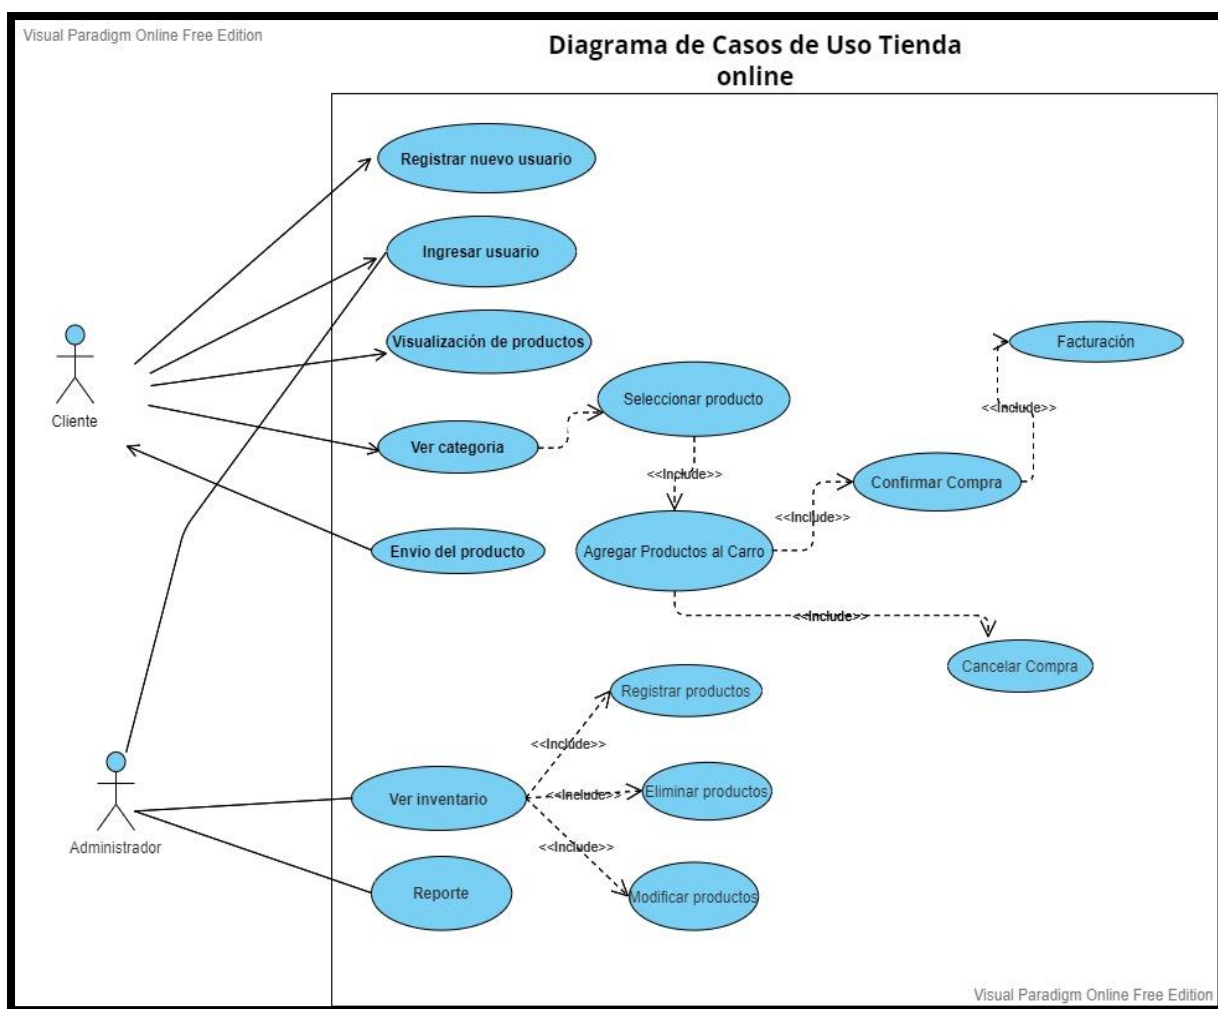 Visual Paradigm Online Free Edition
Diagrama de Casos de Uso Tienda
online
Registrar nuevo usuario
Ingresar usuario
Visualización de productos
Facturación
Seleccionar producto
<<Include>>
Cliente
Ver categoria
<<Include>>
Confirmar Compra
<<Include>>
Envio del producto
Agregar Productos al Carro
<<Include>>
Cancelar Compra
Registrar productos
<<Include>>
Ver inventario
<<Include>>
Eliminar productos
Administrador
<<Include>>
Reporte
Modificar productos
Visual Paradigm Online Free Edition